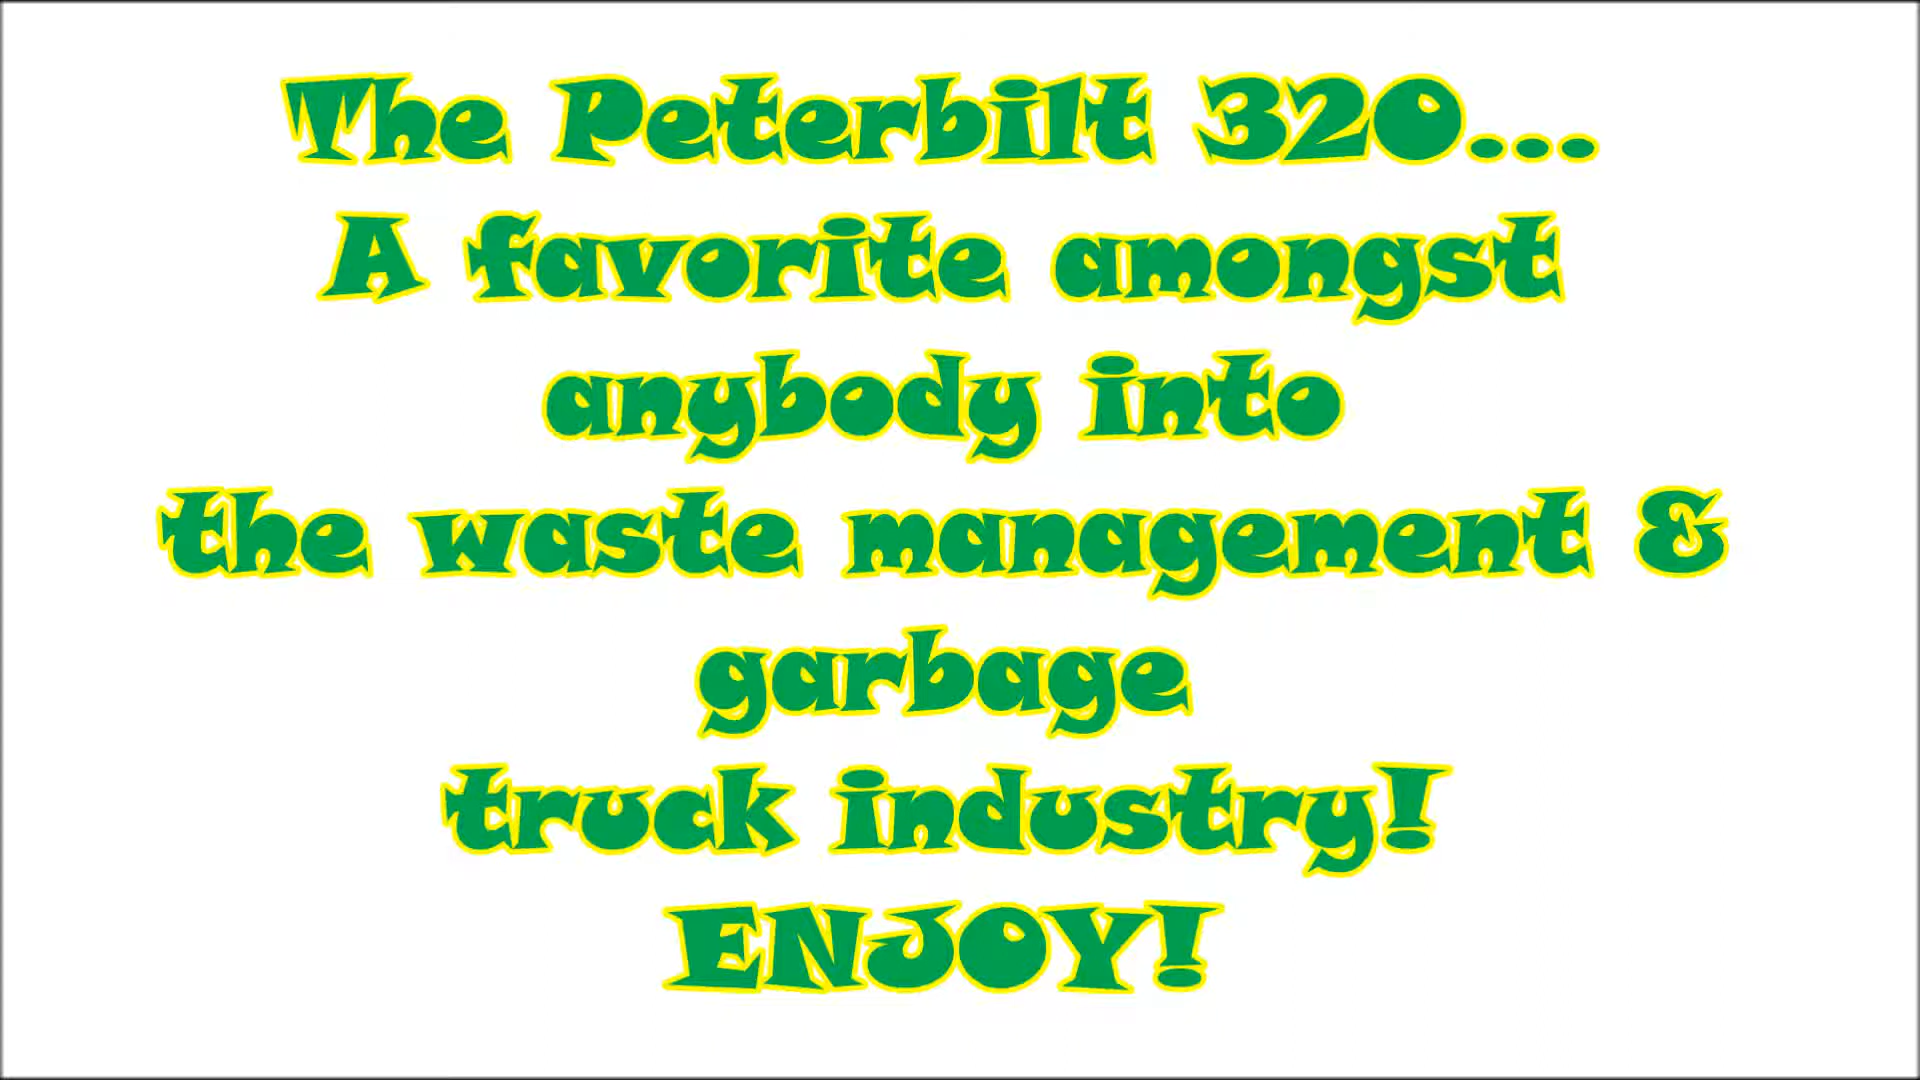 The Peterbilt 320...
A favorite amongst
anybody into
the waste management &
garbage
truck industry!
ENJOY!